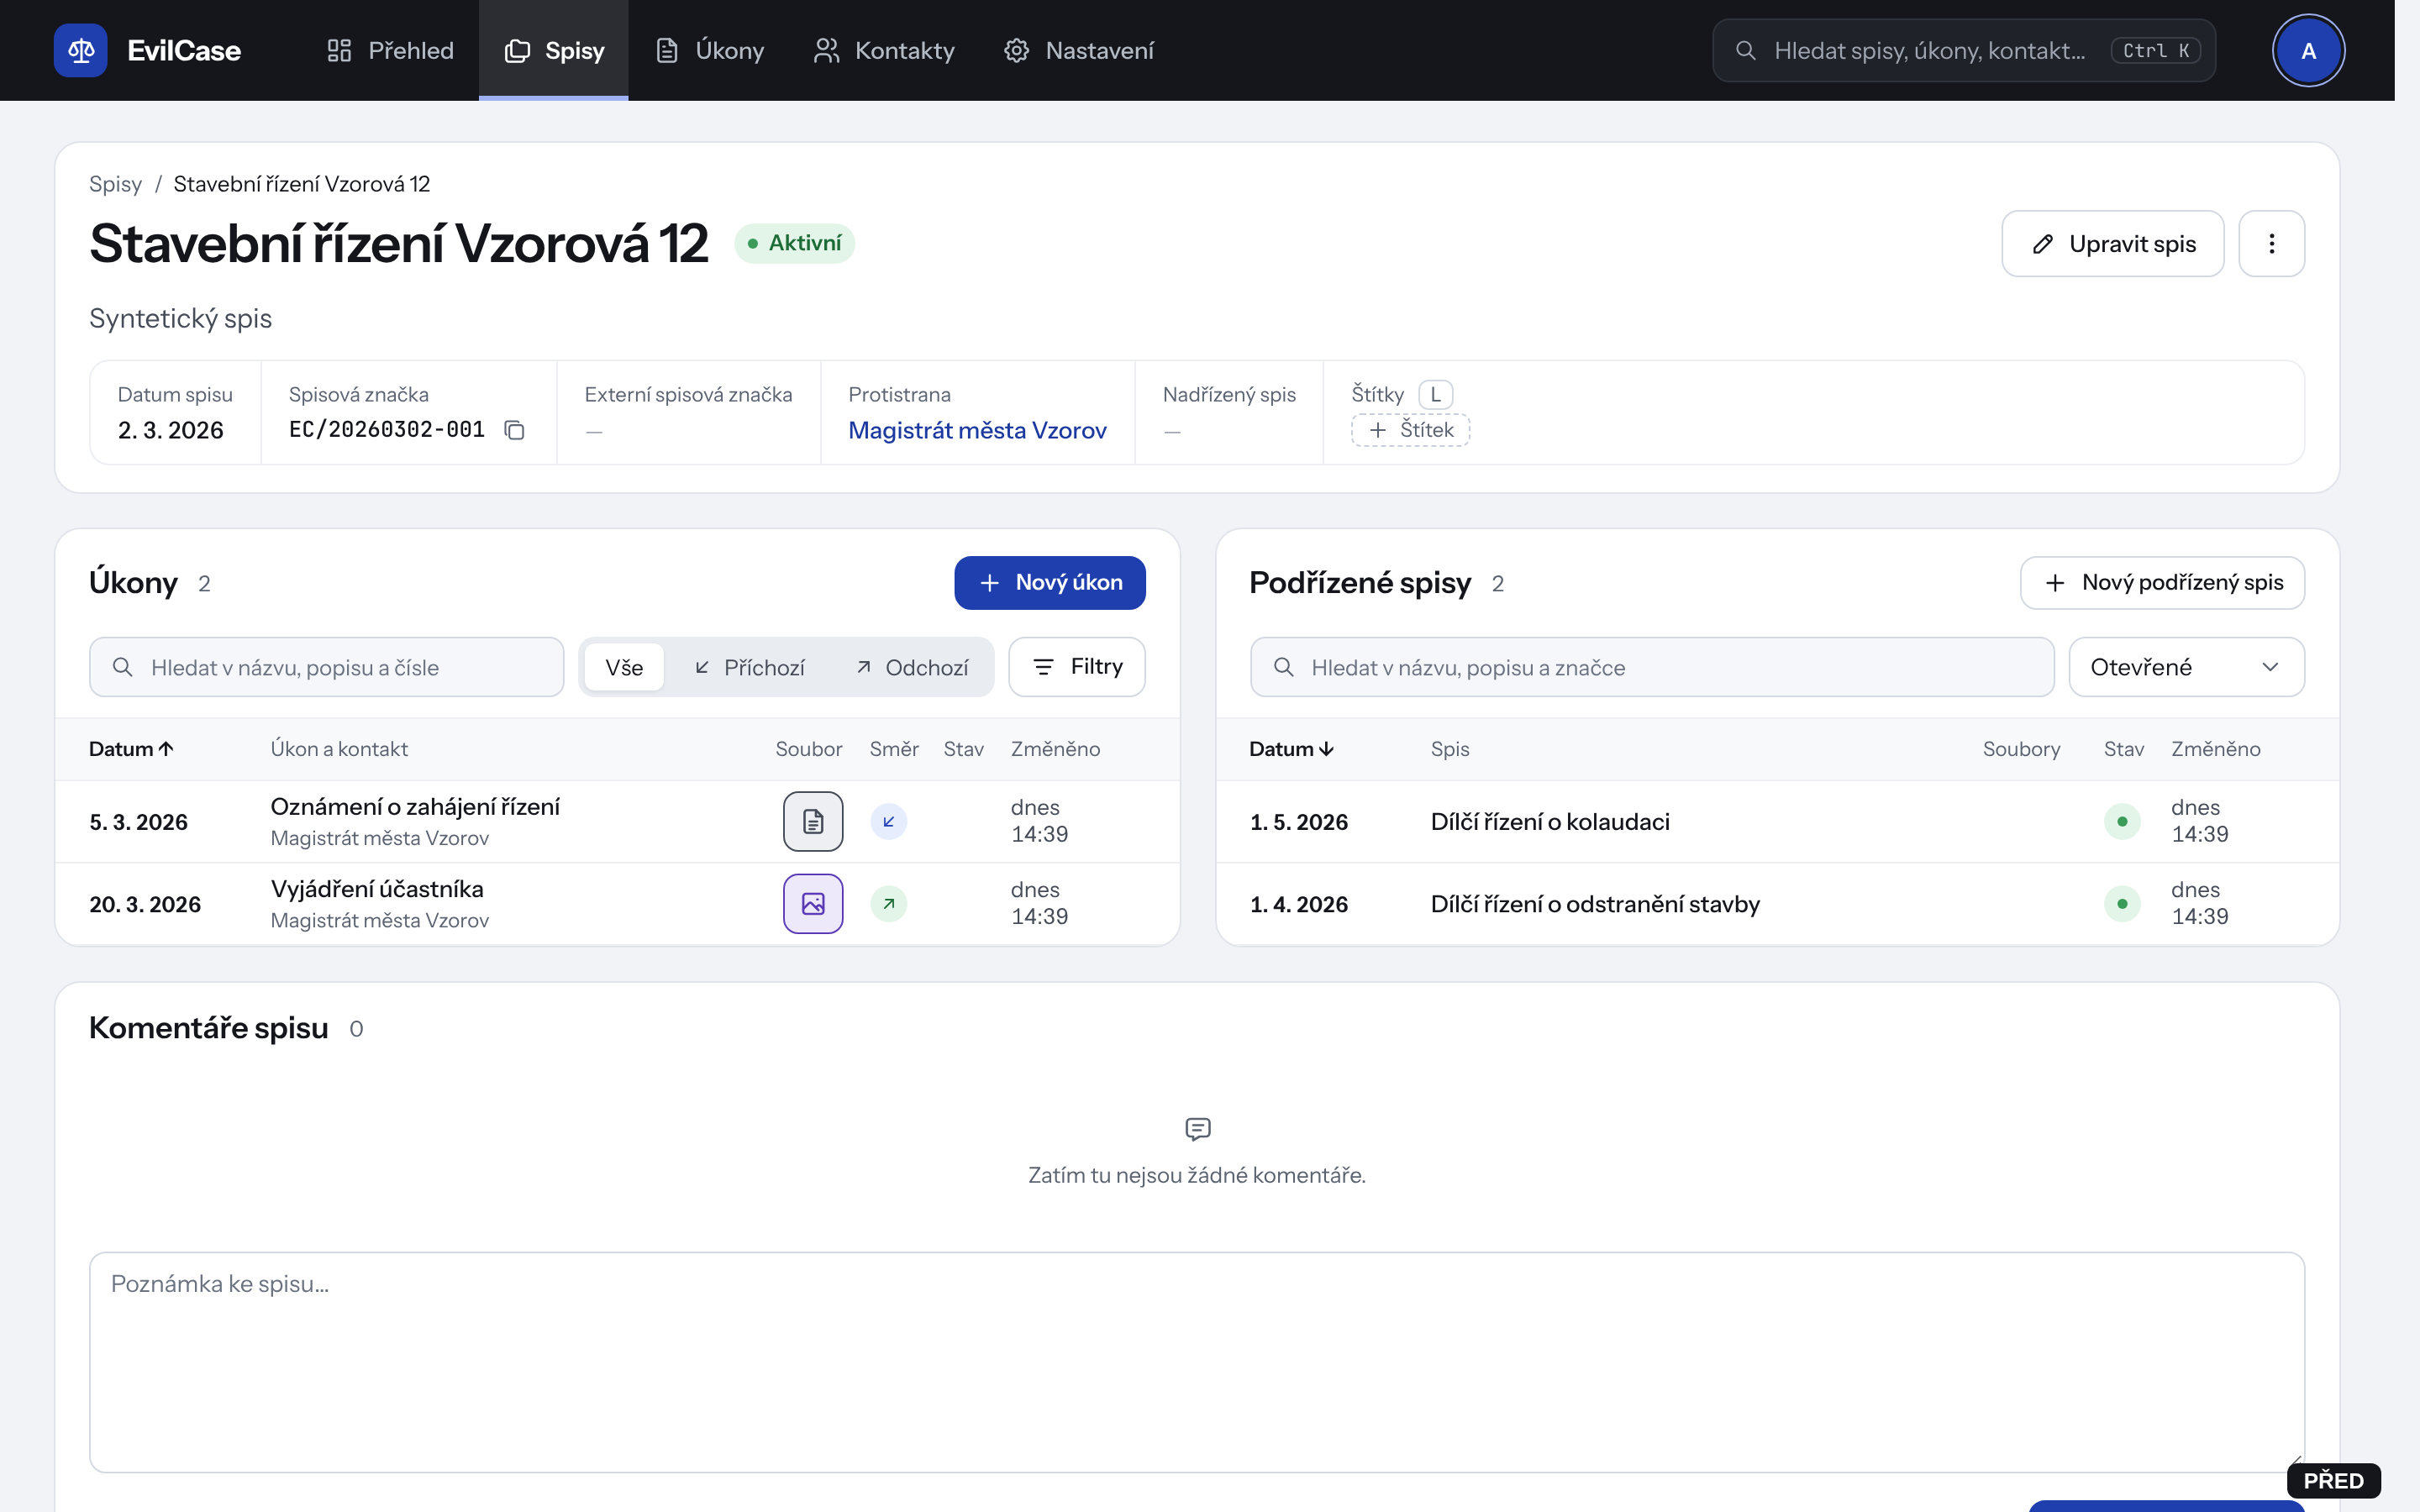 EvilCase
Přehled
Spisy
Úkony
Kontakty
Nastavení
Hledat spisy, úkony, kontakt...
Ctrl K
A
Spisy / Stavební řízení Vzorová 12
Stavební řízení Vzorová 12
Aktivní
Upravit spis
Syntetický spis
Datum spisu
2. 3. 2026
Spisová značka
EC/20260302-001
Externí spisová značka
—
Protistrana
Magistrát města Vzorov
Nadřízený spis
—
Štítky L
+ Štítek
Úkony 2
+ Nový úkon
Hledat v názvu, popisu a čísle
Vše
Příchozí
Odchozí
Filtry
Datum ↑ Úkon a kontakt Soubor Směr Stav Změněno
5. 3. 2026
Oznámení o zahájení řízení
Magistrát města Vzorov
dnes
14:39
20. 3. 2026
Vyjádření účastníka
Magistrát města Vzorov
dnes
14:39
Podřízené spisy 2
+ Nový podřízený spis
Hledat v názvu, popisu a značce
Otevřené
Datum ↓ Spis Soubory Stav Změněno
1. 5. 2026
Dílčí řízení o kolaudaci
dnes
14:39
1. 4. 2026
Dílčí řízení o odstranění stavby
dnes
14:39
Komentáře spisu 0
Zatím tu nejsou žádné komentáře.
Poznámka ke spisu...
PŘED